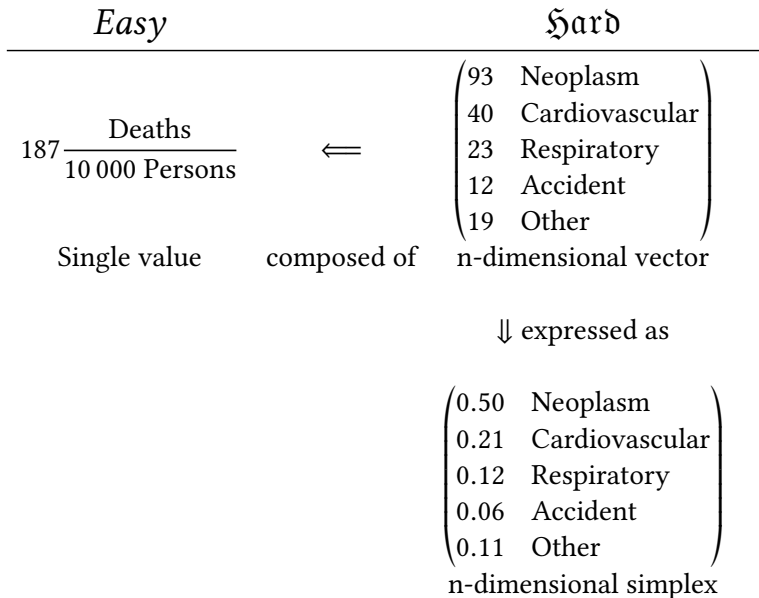 Easy Hard
93 Neoplasm
40 Cardiovascular
187 Deaths / 10 000 Persons ⟸ 23 Respiratory
12 Accident
19 Other
Single value composed of n-dimensional vector
⇓ expressed as
0.50 Neoplasm
0.21 Cardiovascular
0.12 Respiratory
0.06 Accident
0.11 Other
n-dimensional simplex